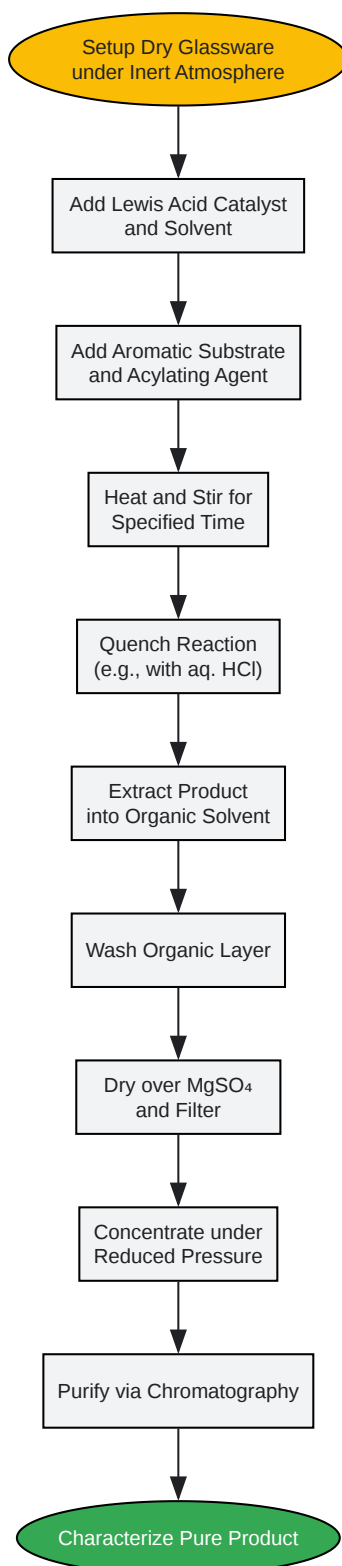 Setup Dry Glassware
under Inert Atmosphere
Add Lewis Acid Catalyst
and Solvent
Add Aromatic Substrate
and Acylating Agent
Heat and Stir for
Specified Time
Quench Reaction
(e.g., with aq. HCl)
Extract Product
into Organic Solvent
Wash Organic Layer
Dry over MgSO₄
and Filter
Concentrate under
Reduced Pressure
Purify via Chromatography
Characterize Pure Product